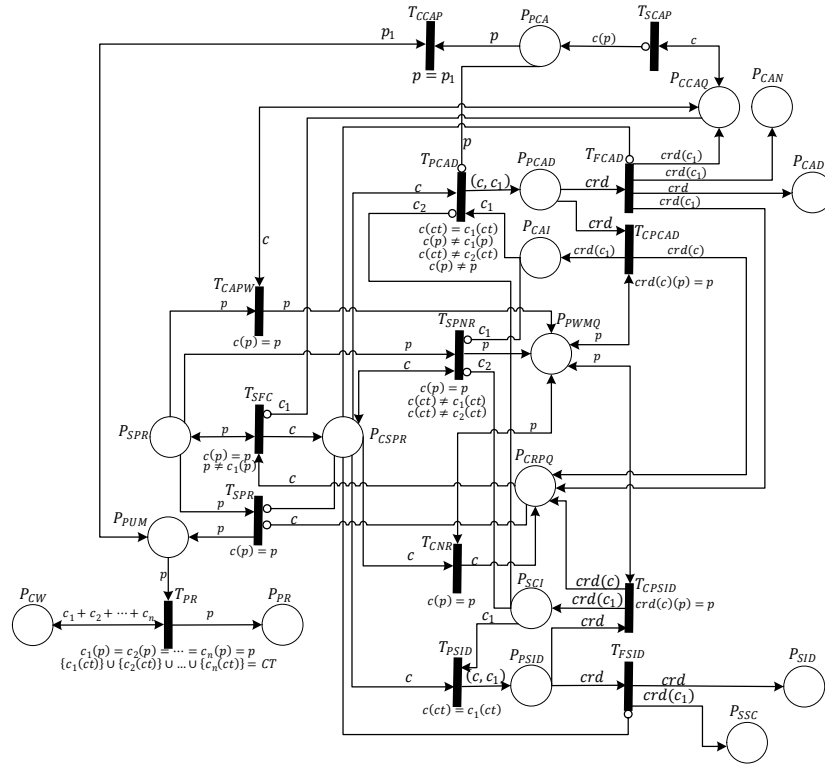 T_CCAP P_PCA T_SCAP
p_1 p c(p) c
p = p_1
P_CCAQ P_CAN
p
T_PCAD P_PCAD T_FCAD
crd(c_1)
crd(c_1)
P_CAD
c (c, c_1) crd crd
crd(c_1)
c_2 c_1 crd
c(ct) = c_1(ct)
c(p) ≠ c_1(p)
c(ct) ≠ c_2(ct)
c(p) ≠ p
P_CAI T_CPCAD
crd(c_1) crd(c)
c
crd(c)(p) = p
T_CAPW
p p
c(p) = p
T_SPNR c_1 P_PWMQ
p p p
c c_2 p
c(p) = p
c(ct) ≠ c_1(ct)
c(ct) ≠ c_2(ct)
T_SFC c_1
P_SPR p c P_CSPR p
c(p) = p
p ≠ c_1(p)
P_CRPQ
c
T_SPR
p
P_PUM p c
c(p) = p
T_CNR
c c
c(p) = p
p
P_SCI T_CPSID
crd(c)
crd(c_1) crd(c)(p) = p
P_CW T_PR P_PR
c_1 + c_2 + ⋯ + c_n p
c_1 crd
c_1(p) = c_2(p) = ⋯ = c_n(p) = p
{c_1(ct)} ∪ {c_2(ct)} ∪ … ∪ {c_n(ct)} = CT
T_PSID P_PSID T_FSID P_SID
c (c, c_1) crd crd
crd(c_1)
c(ct) = c_1(ct)
P_SSC